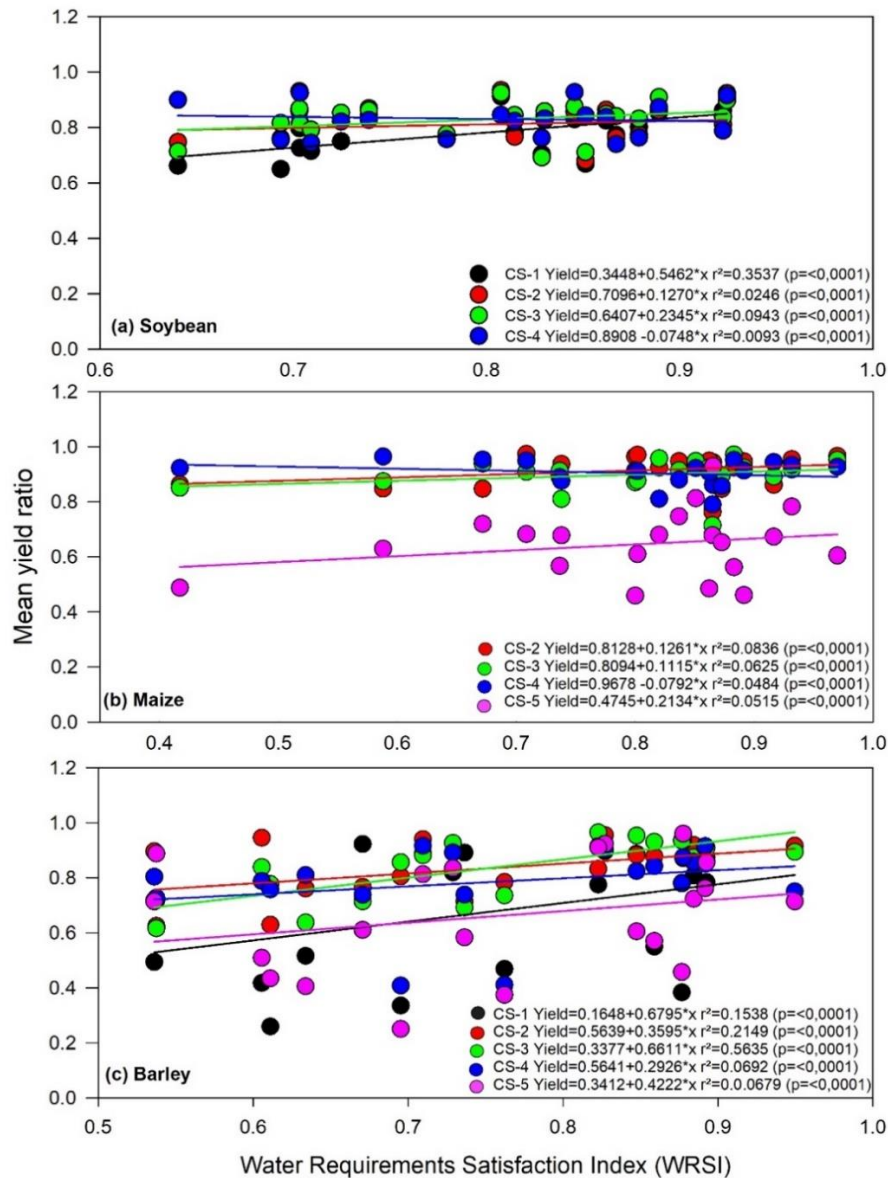 1.2
1.0
0.8
0.6
0.4
0.2
0.0
CS-1 Yield=0.3448+0.5462*x r²=0.3537 (p=<0,0001)
CS-2 Yield=0.7096+0.1270*x r²=0.0246 (p=<0,0001)
CS-3 Yield=0.6407+0.2345*x r²=0.0943 (p=<0,0001)
CS-4 Yield=0.8908 -0.0748*x r²=0.0093 (p=<0,0001)
(a) Soybean
0.6 0.7 0.8 0.9 1.0
Mean yield ratio
1.2
1.0
0.8
0.6
0.4
0.2
0.0
CS-2 Yield=0.8128+0.1261*x r²=0.0836 (p=<0,0001)
CS-3 Yield=0.8094+0.1115*x r²=0.0625 (p=<0,0001)
CS-4 Yield=0.9678 -0.0792*x r²=0.0484 (p=<0,0001)
CS-5 Yield=0.4745+0.2134*x r²=0.0515 (p=<0,0001)
(b) Maize
0.4 0.5 0.6 0.7 0.8 0.9 1.0
1.2
1.0
0.8
0.6
0.4
0.2
0.0
CS-1 Yield=0.1648+0.6795*x r²=0.1538 (p=<0,0001)
CS-2 Yield=0.5639+0.3595*x r²=0.2149 (p=<0,0001)
CS-3 Yield=0.3377+0.6611*x r²=0.5635 (p=<0,0001)
CS-4 Yield=0.5641+0.2926*x r²=0.0692 (p=<0,0001)
CS-5 Yield=0.3412+0.4222*x r²=0.0.0679 (p=<0,0001)
(c) Barley
0.5 0.6 0.7 0.8 0.9 1.0
Water Requirements Satisfaction Index (WRSI)